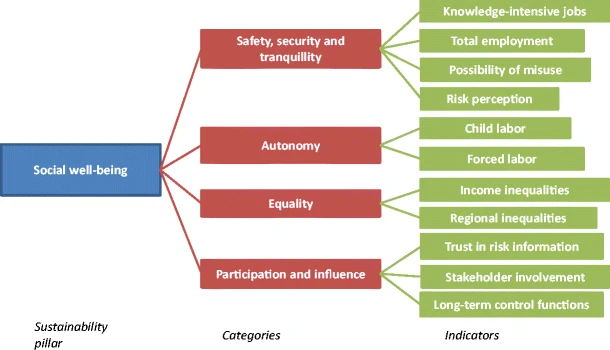 Knowledge-intensive jobs
Safety, security and
tranquillity
Total employment
Possibility of misuse
Risk perception
Child labor
Autonomy
Forced labor
Social well-being
Income inequalities
Equality
Regional inequalities
Trust in risk information
Participation and influence
Stakeholder involvement
Long-term control functions
Sustainability
pillar
Categories
Indicators